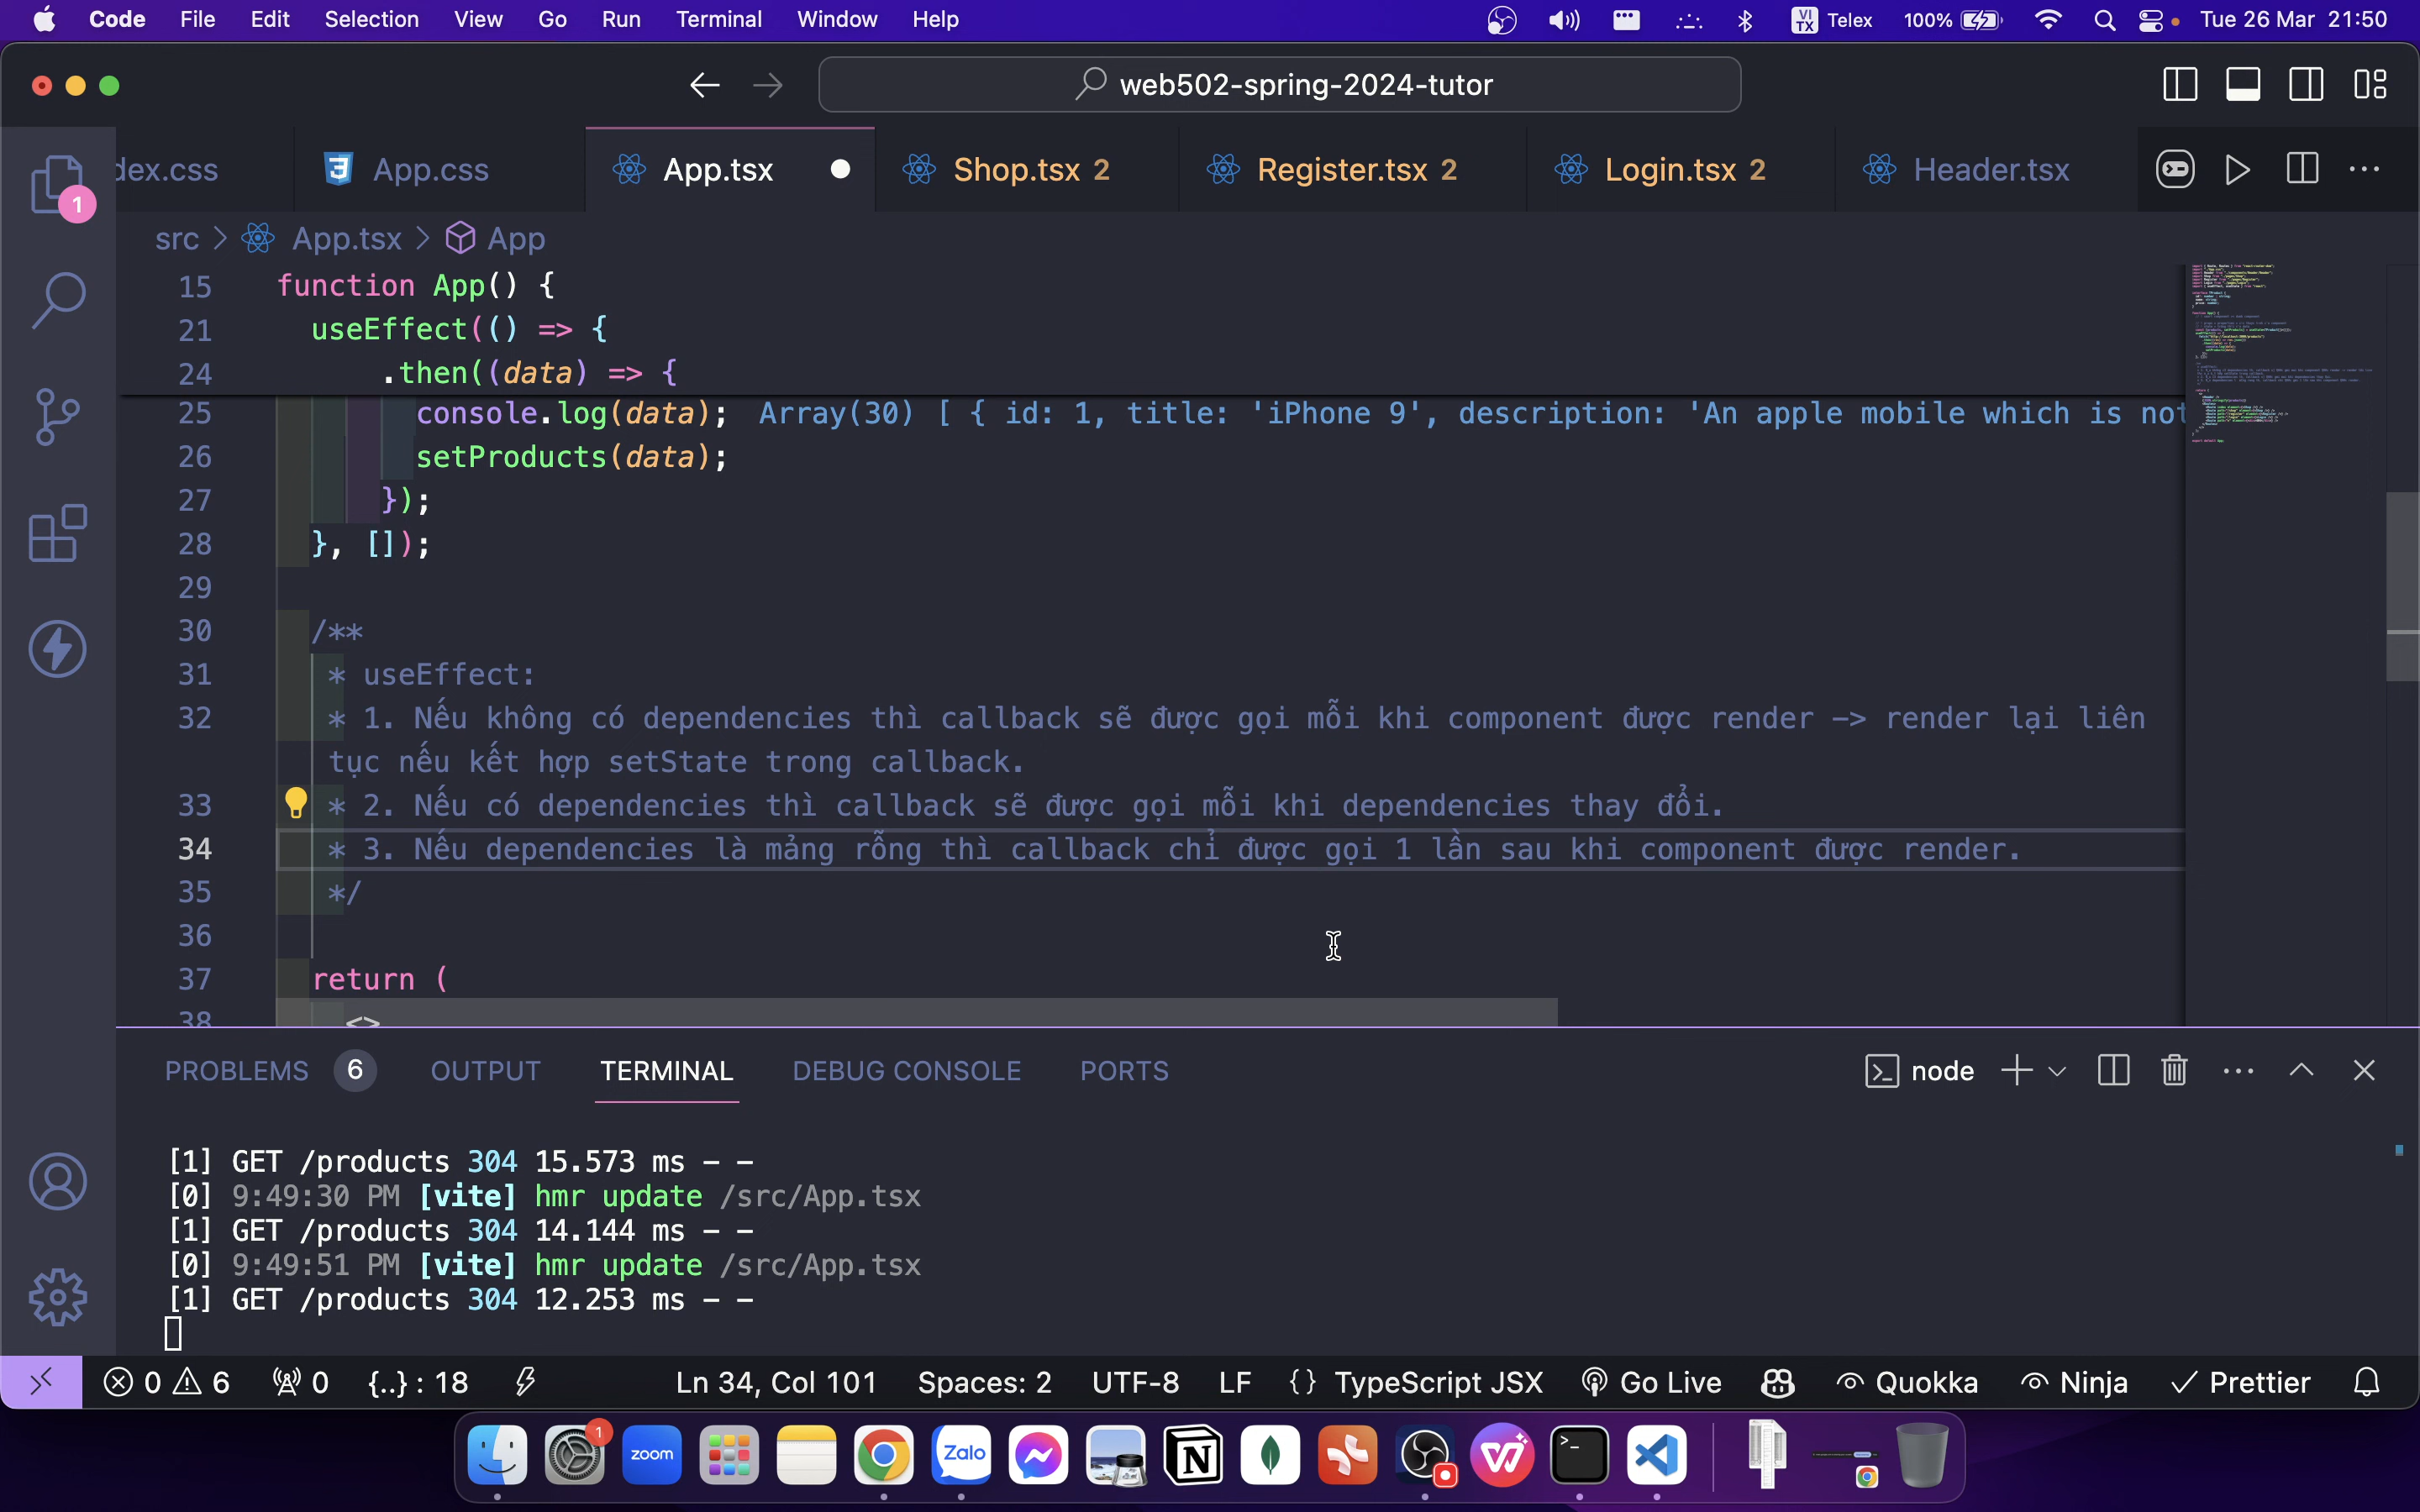 Code File Edit Selection View Go Run Terminal Window Help VI TX Telex 100% Tue 26 Mar 21:50
web502-spring-2024-tutor
dex.css App.css App.tsx Shop.tsx 2 Register.tsx 2 Login.tsx 2 Header.tsx
1
src > App.tsx > App
15 function App() {
21 useEffect(() => {
24 .then((data) => {
25 console.log(data); Array(30) [ { id: 1, title: 'iPhone 9', description: 'An apple mobile which is not
26 setProducts(data);
27 });
28 }, []);
29
30 /**
31 * useEffect:
32 * 1. Nếu không có dependencies thì callback sẽ được gọi mỗi khi component được render -> render lại liên
tục nếu kết hợp setState trong callback.
33 * 2. Nếu có dependencies thì callback sẽ được gọi mỗi khi dependencies thay đổi.
34 * 3. Nếu dependencies là mảng rỗng thì callback chỉ được gọi 1 lần sau khi component được render.
35 */
36
37 return (
38 <>
PROBLEMS 6 OUTPUT TERMINAL DEBUG CONSOLE PORTS node
[1] GET /products 304 15.573 ms - -
[0] 9:49:30 PM [vite] hmr update /src/App.tsx
[1] GET /products 304 14.144 ms - -
[0] 9:49:51 PM [vite] hmr update /src/App.tsx
[1] GET /products 304 12.253 ms - -
0 6 0 {..} : 18 Ln 34, Col 101 Spaces: 2 UTF-8 LF {} TypeScript JSX Go Live Quokka Ninja Prettier
1 zoom Zalo